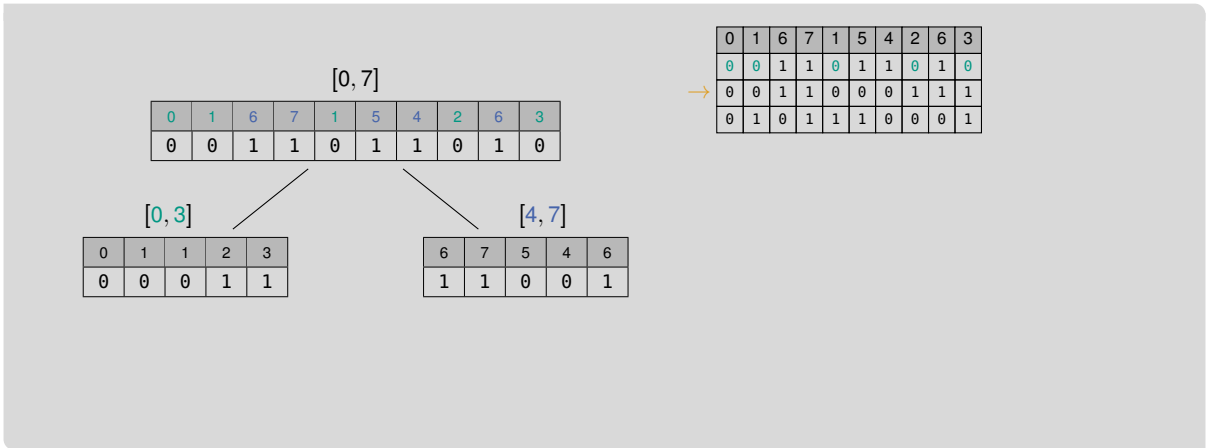 [0, 7]
0 1 6 7 1 5 4 2 6 3
0 0 1 1 0 1 1 0 1 0
[0, 3]
0 1 1 2 3
0 0 0 1 1
[4, 7]
6 7 5 4 6
1 1 0 0 1
0 1 6 7 1 5 4 2 6 3
0 0 1 1 0 1 1 0 1 0
→ 0 0 1 1 0 0 0 1 1 1
0 1 0 1 1 1 0 0 0 1